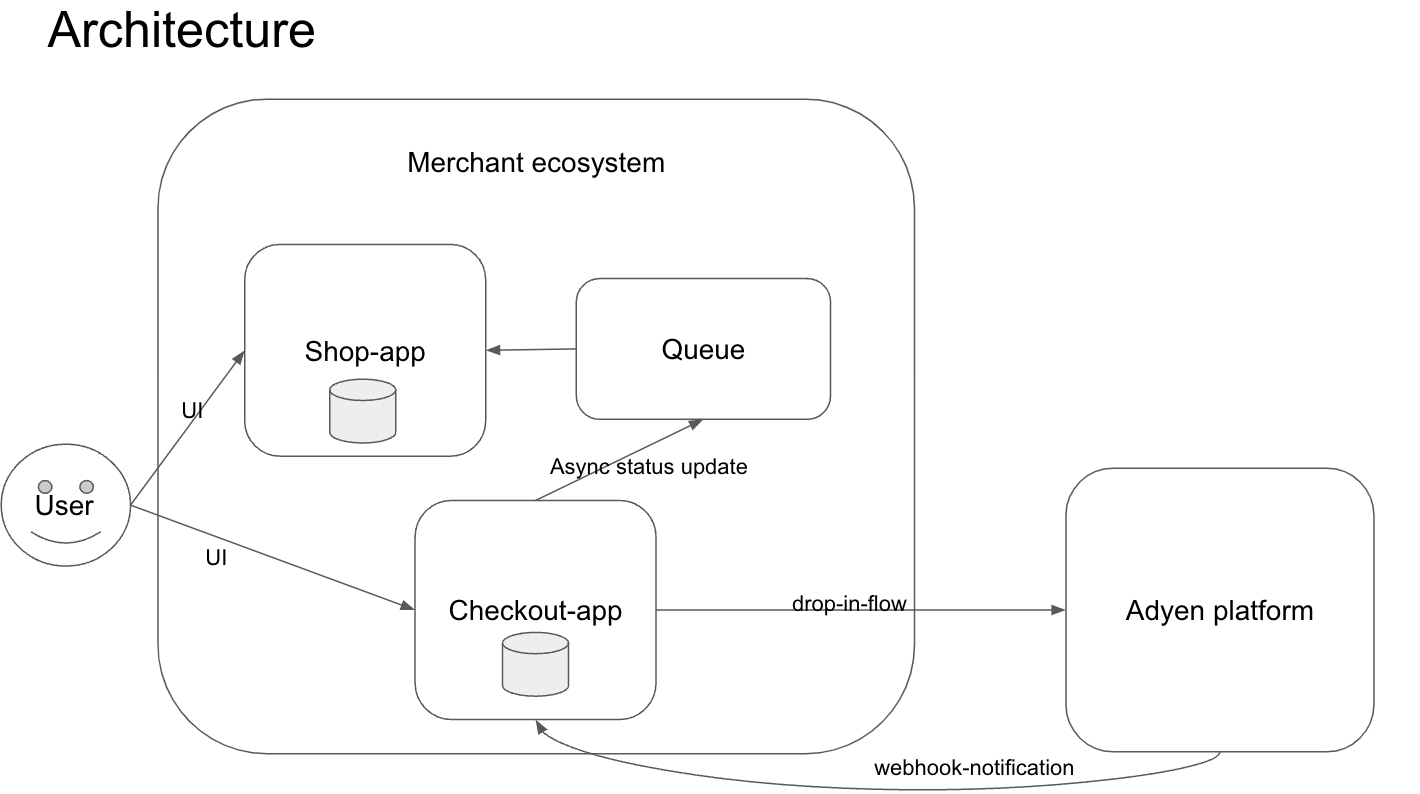 Architecture
Merchant ecosystem
Shop-app
Queue
UI
Async status update
User
UI
Checkout-app
drop-in-flow
Adyen platform
webhook-notification